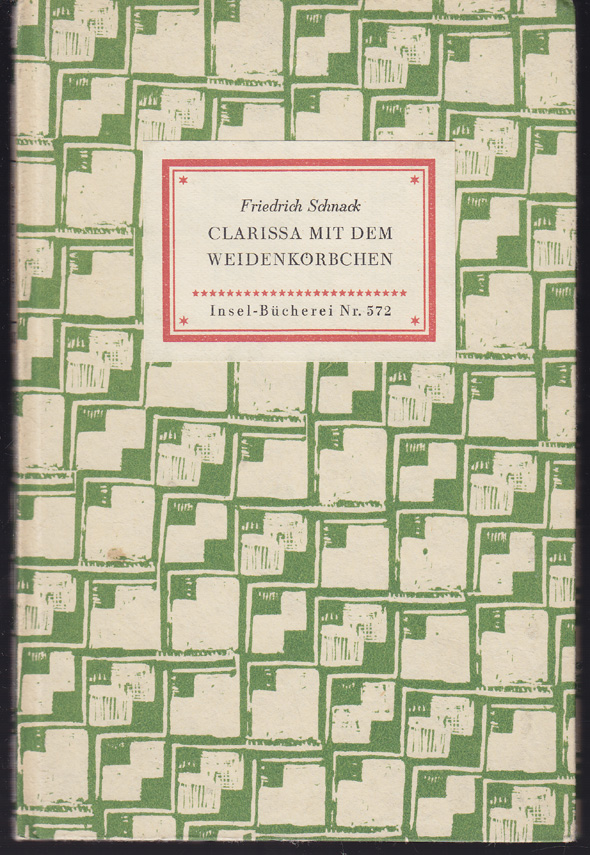 Friedrich Schnack
CLARISSA MIT DEM
WEIDENKÖRBCHEN
Insel-Bücherei Nr. 372